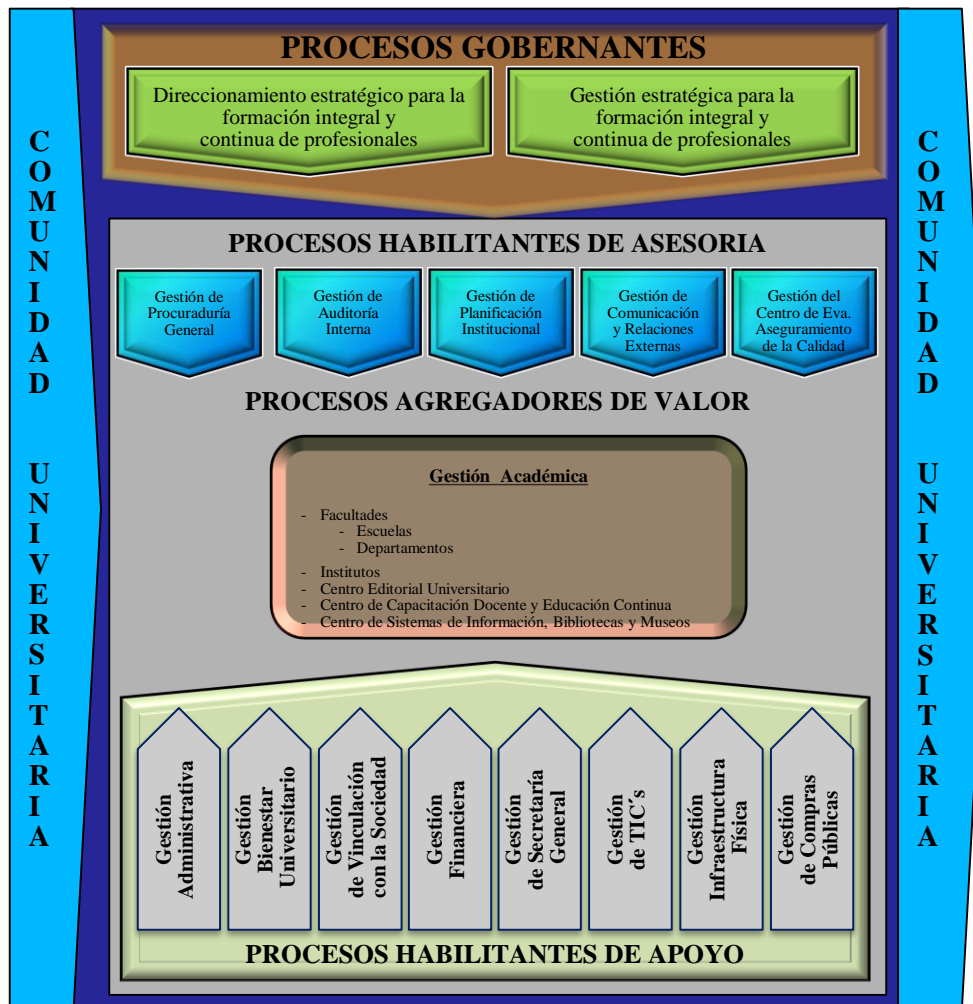 PROCESOS GOBERNANTES
Direccionamiento estratégico para la
formación integral y
continua de profesionales
Gestión estratégica para la
formación integral y
continua de profesionales
COMUNIDAD UNIVERSITARIA
PROCESOS HABILITANTES DE ASESORIA
Gestión de
Procuraduría
General
Gestión de
Auditoría
Interna
Gestión de
Planificación
Institucional
Gestión de
Comunicación
y Relaciones
Externas
Gestión del
Centro de Eva.
Aseguramiento
de la Calidad
PROCESOS AGREGADORES DE VALOR
Gestión Académica
- Facultades
- Escuelas
- Departamentos
- Institutos
- Centro Editorial Universitario
- Centro de Capacitación Docente y Educación Continua
- Centro de Sistemas de Información, Bibliotecas y Museos
Gestión
Administrativa
Gestión
Bienestar
Universitario
Gestión
de Vinculación
con la Sociedad
Gestión
Financiera
Gestión
de Secretaría
General
Gestión
de TIC´s
Gestión
Infraestructura
Física
Gestión
de Compras
Públicas
PROCESOS HABILITANTES DE APOYO
COMUNIDAD UNIVERSITARIA